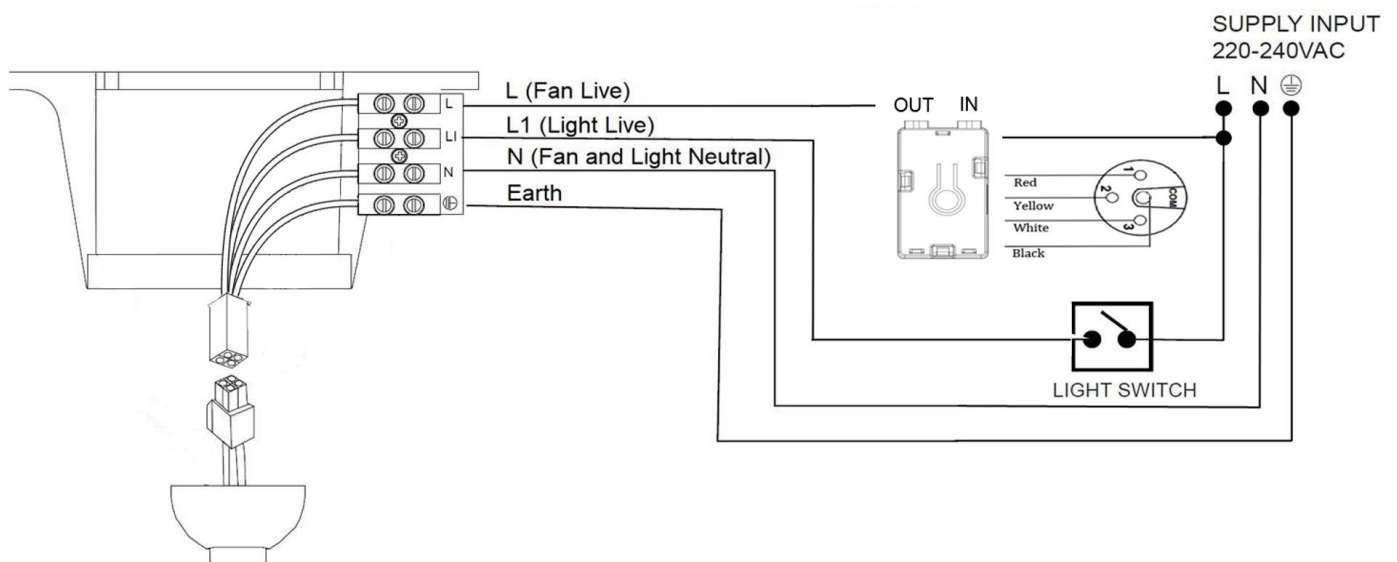 SUPPLY INPUT
220-240VAC
L N
L (Fan Live)
OUT IN
L
L1 (Light Live)
LI
N (Fan and Light Neutral)
N
Earth
1
Red
2
COM
Yellow
White
3
Black
LIGHT SWITCH